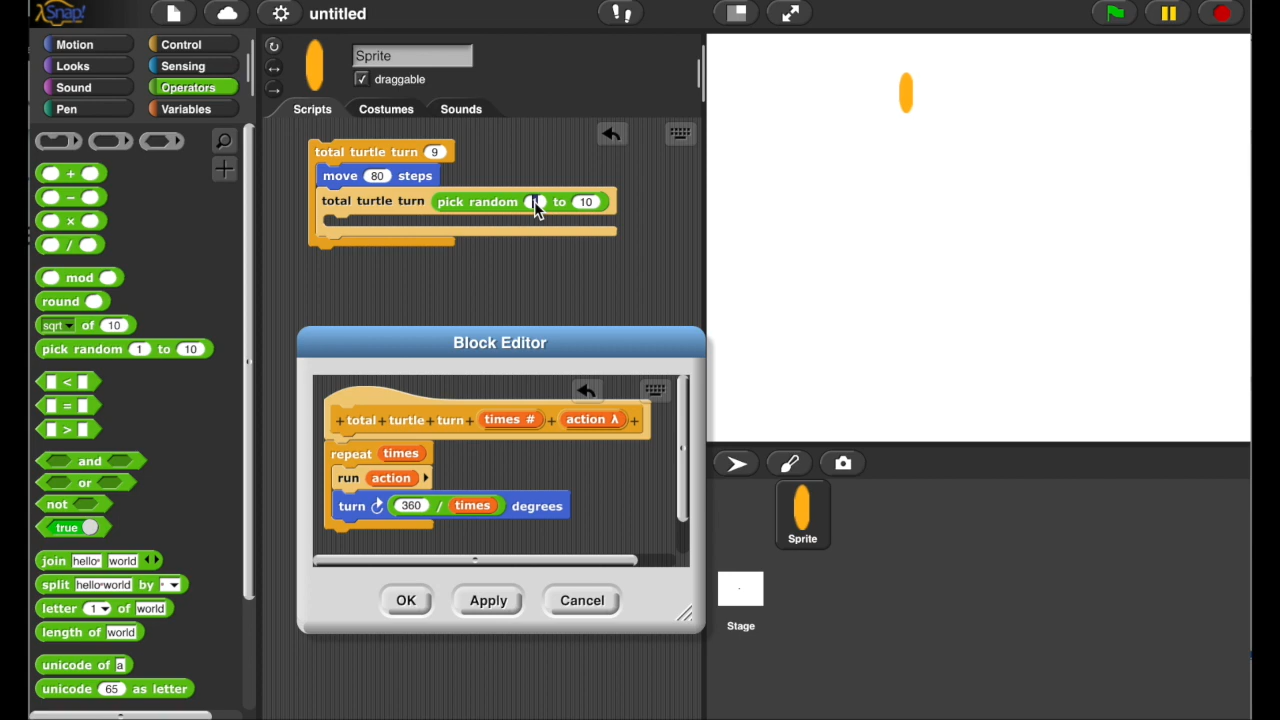 Snap!
untitled
Motion
Control
Looks
Sensing
Sound
Operators
Pen
Variables
+
−
×
/
mod
round
sqrt of 10
pick random 1 to 10
<
=
>
and
or
not
true
join hello world
split hello world by
letter 1 of world
length of world
unicode of a
unicode 65 as letter
Sprite
draggable
Scripts Costumes Sounds
total turtle turn 9
move 80 steps
total turtle turn pick random to 10
Block Editor
+ total + turtle + turn + times # + action λ +
repeat times
run action
turn 360 / times degrees
OK Apply Cancel
Sprite
Stage